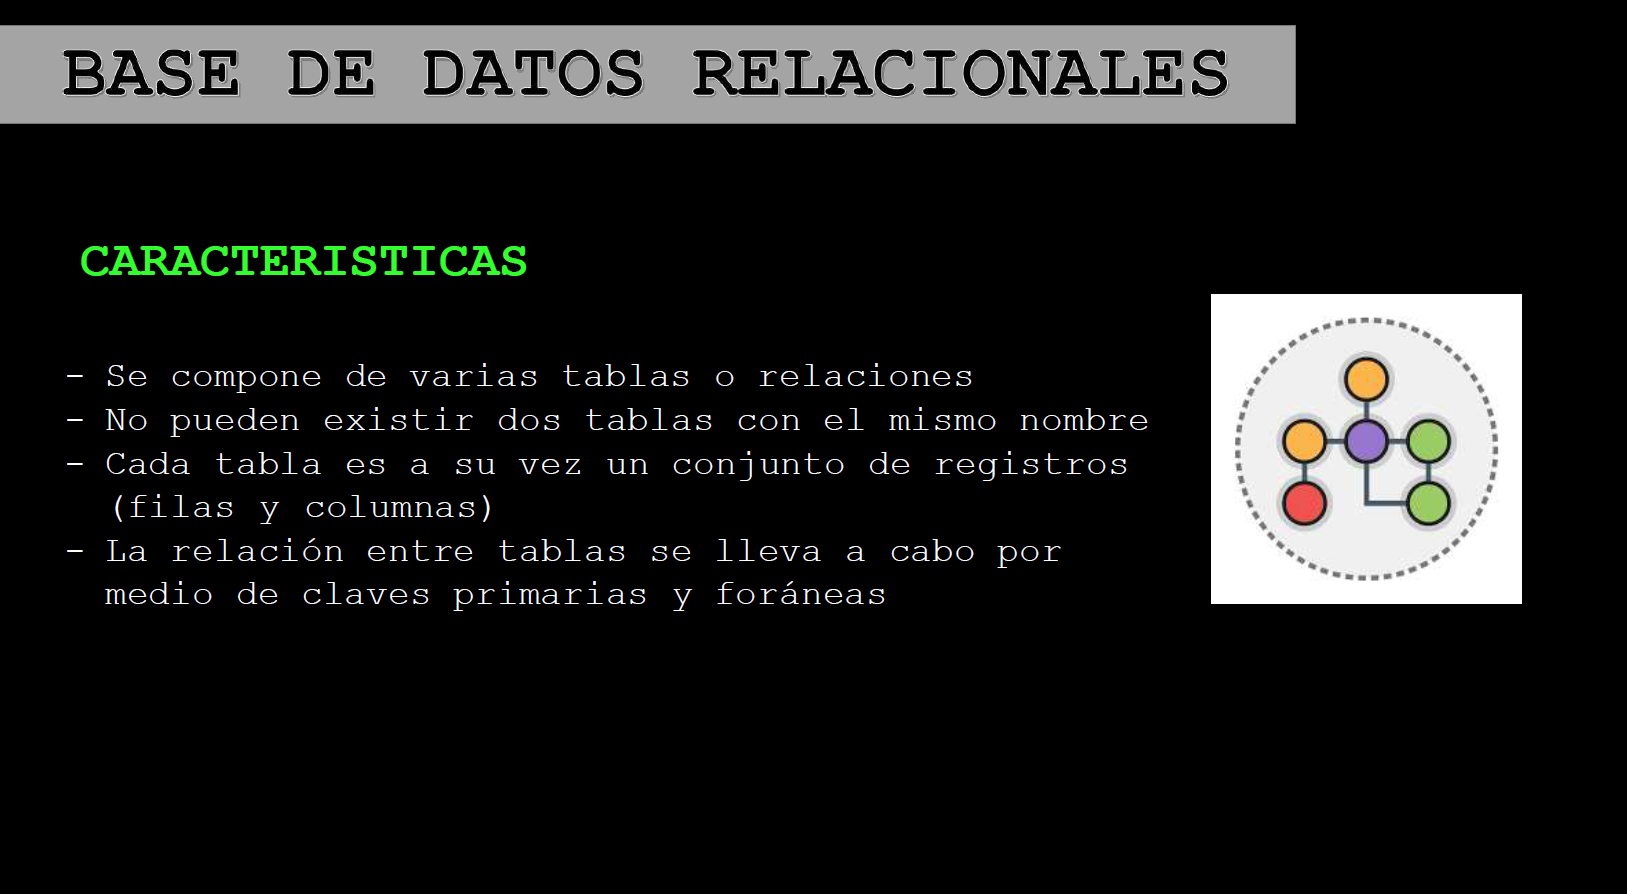 BASE DE DATOS RELACIONALES
CARACTERISTICAS
- Se compone de varias tablas o relaciones
- No pueden existir dos tablas con el mismo nombre
- Cada tabla es a su vez un conjunto de registros
(filas y columnas)
- La relación entre tablas se lleva a cabo por
medio de claves primarias y foráneas